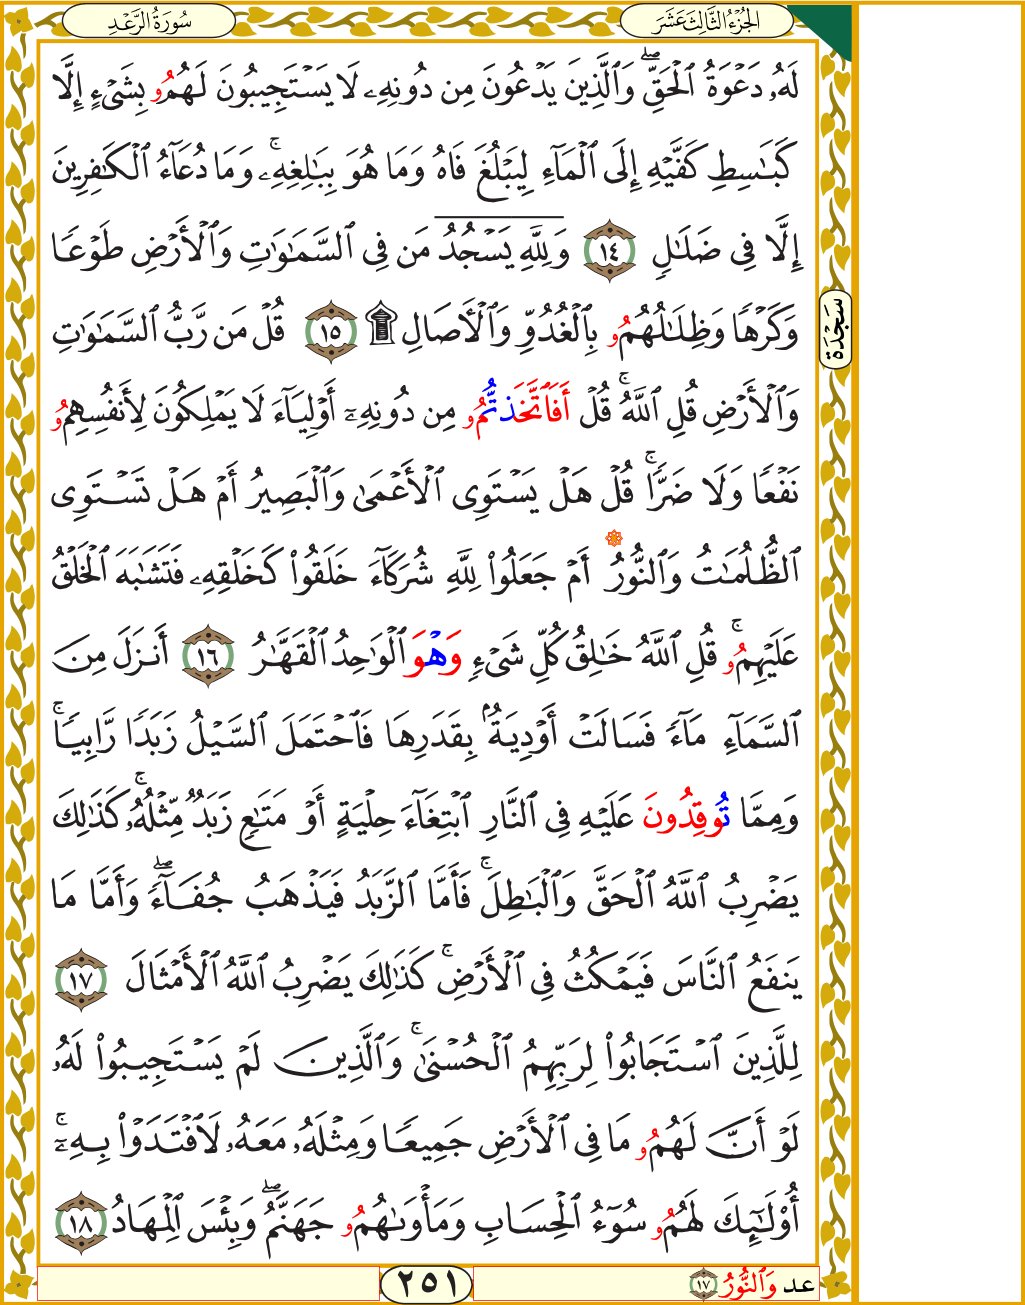 سُورَةُ الرَّعْدِ
الجُزْءُ الثَّالِثَ عَشَرَ
لَهُۥ دَعْوَةُ ٱلْحَقِّۖ وَٱلَّذِينَ يَدْعُونَ مِن دُونِهِۦ لَا يَسْتَجِيبُونَ لَهُمُۥ بِشَىْءٍ إِلَّا
كَبَٰسِطِ كَفَّيْهِ إِلَى ٱلْمَآءِ لِيَبْلُغَ فَاهُ وَمَا هُوَ بِبَٰلِغِهِۦۚ وَمَا دُعَآءُ ٱلْكَٰفِرِينَ
إِلَّا فِى ضَلَٰلٍ ١٤ وَلِلَّهِ يَسْجُدُ مَن فِى ٱلسَّمَٰوَٰتِ وَٱلْأَرْضِ طَوْعًا
وَكَرْهًا وَظِلَٰلُهُمُۥ بِٱلْغُدُوِّ وَٱلْأٓصَالِ ۩ ١٥ قُلْ مَن رَّبُّ ٱلسَّمَٰوَٰتِ
وَٱلْأَرْضِ قُلِ ٱللَّهُۚ قُلْ أَفَٱتَّخَذتُّمُۥ مِن دُونِهِۦٓ أَوْلِيَآءَ لَا يَمْلِكُونَ لِأَنفُسِهِمُۥ
نَفْعًا وَلَا ضَرًّاۚ قُلْ هَلْ يَسْتَوِى ٱلْأَعْمَىٰ وَٱلْبَصِيرُ أَمْ هَلْ تَسْتَوِى
ٱلظُّلُمَٰتُ وَٱلنُّورُ أَمْ جَعَلُوا۟ لِلَّهِ شُرَكَآءَ خَلَقُوا۟ كَخَلْقِهِۦ فَتَشَٰبَهَ ٱلْخَلْقُ
عَلَيْهِمُۥۚ قُلِ ٱللَّهُ خَٰلِقُ كُلِّ شَىْءٍ وَهْوَ ٱلْوَٰحِدُ ٱلْقَهَّٰرُ ١٦ أَنزَلَ مِنَ
ٱلسَّمَآءِ مَآءً فَسَالَتْ أَوْدِيَةُۢ بِقَدَرِهَا فَٱحْتَمَلَ ٱلسَّيْلُ زَبَدًا رَّابِيًاۚ
وَمِمَّا تُوقِدُونَ عَلَيْهِ فِى ٱلنَّارِ ٱبْتِغَآءَ حِلْيَةٍ أَوْ مَتَٰعٍ زَبَدٌ مِّثْلُهُۥۚ كَذَٰلِكَ
يَضْرِبُ ٱللَّهُ ٱلْحَقَّ وَٱلْبَٰطِلَۚ فَأَمَّا ٱلزَّبَدُ فَيَذْهَبُ جُفَآءًۖ وَأَمَّا مَا
يَنفَعُ ٱلنَّاسَ فَيَمْكُثُ فِى ٱلْأَرْضِۚ كَذَٰلِكَ يَضْرِبُ ٱللَّهُ ٱلْأَمْثَالَ ١٧
لِلَّذِينَ ٱسْتَجَابُوا۟ لِرَبِّهِمُ ٱلْحُسْنَىٰۚ وَٱلَّذِينَ لَمْ يَسْتَجِيبُوا۟ لَهُۥ
لَوْ أَنَّ لَهُمُۥ مَا فِى ٱلْأَرْضِ جَمِيعًا وَمِثْلَهُۥ مَعَهُۥ لَٱفْتَدَوْا۟ بِهِۦٓۚ
أُو۟لَٰٓئِكَ لَهُمُۥ سُوٓءُ ٱلْحِسَابِ وَمَأْوَىٰهُمُۥ جَهَنَّمُۖ وَبِئْسَ ٱلْمِهَادُ ١٨
سَجْدَة
عد وَٱلنُّورُ ١٧
٢٥١